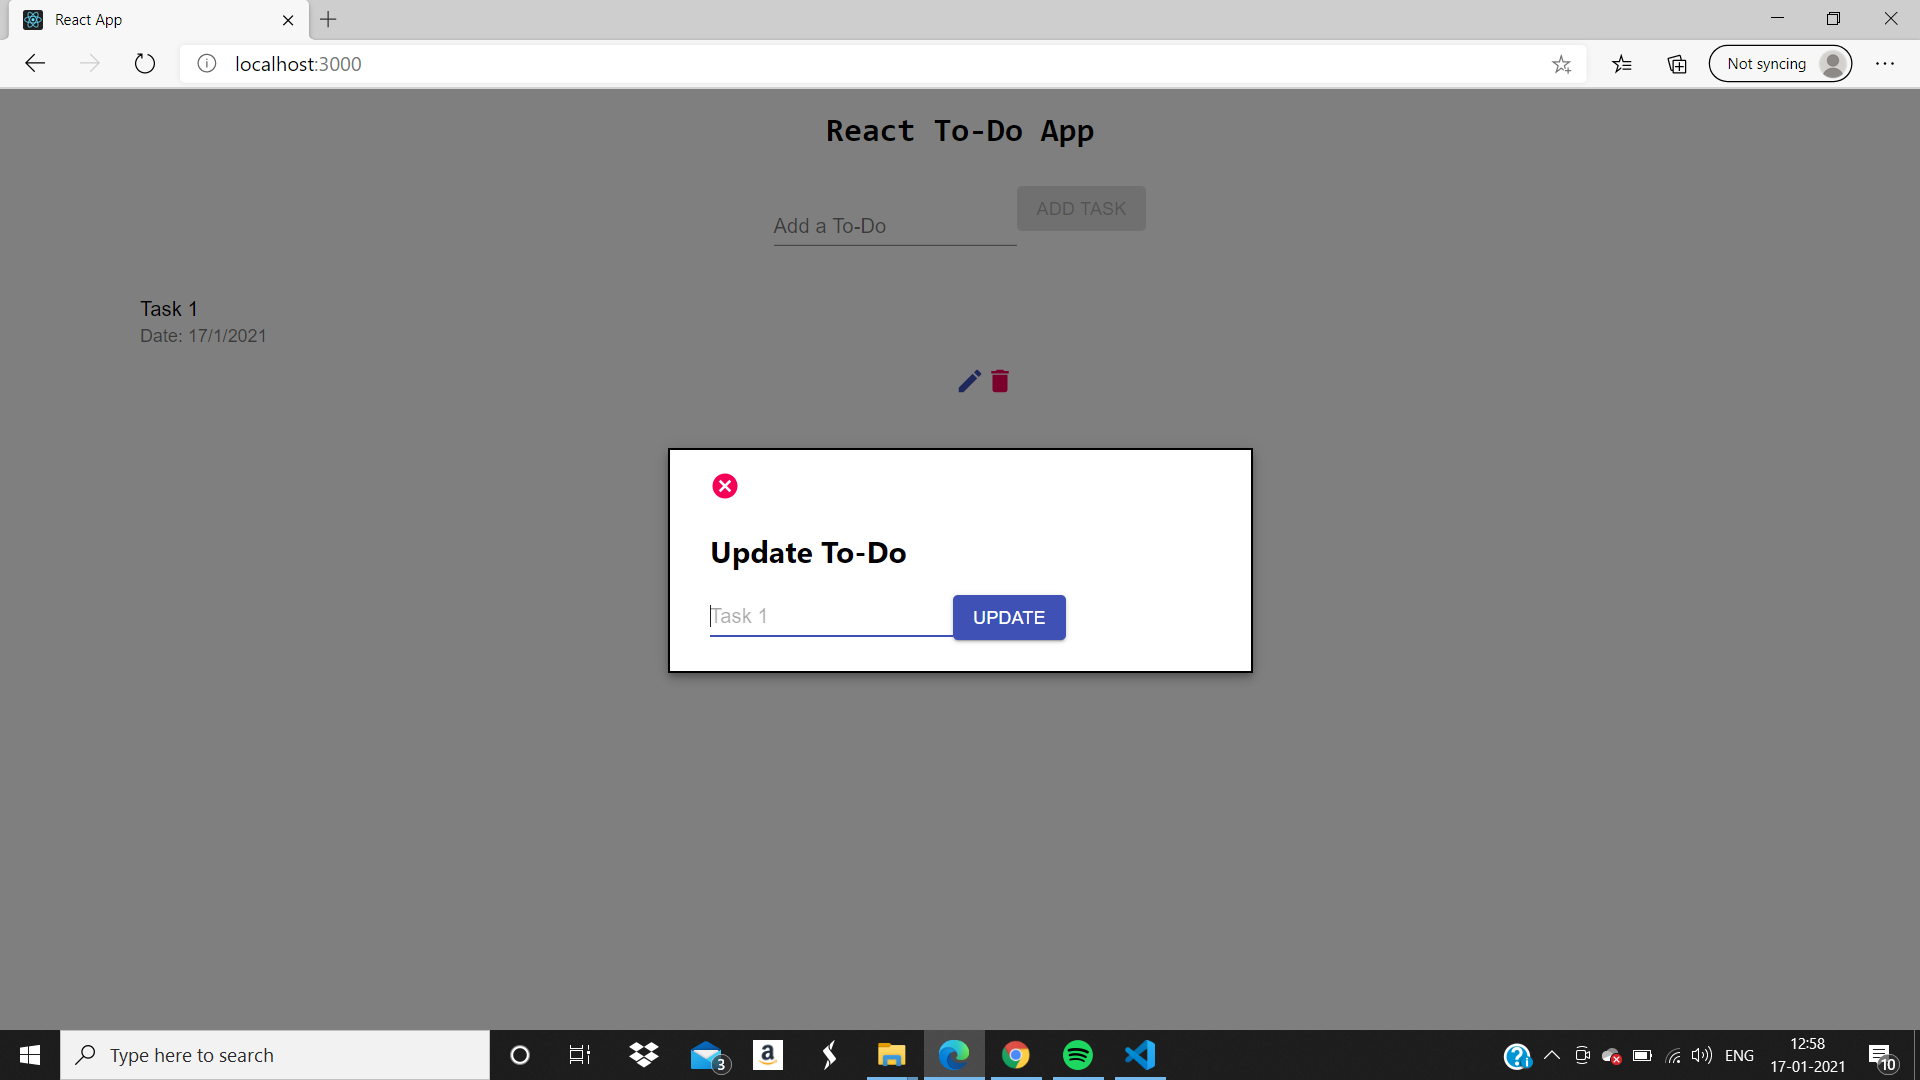 React App
localhost:3000
Not syncing
React To-Do App
Add a To-Do
ADD TASK
Task 1
Date: 17/1/2021
Update To-Do
Task 1
UPDATE
Type here to search
3
a
ENG
12:58
17-01-2021
10